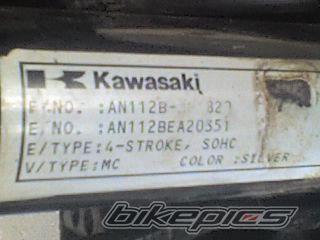 Kawasaki
F/NO. :AN112B-
E/NO. :AN112BEA20351
E/TYPE:4-STROKE, SOHC
V/TYPE:MC COLOR :SILVER
bikepics